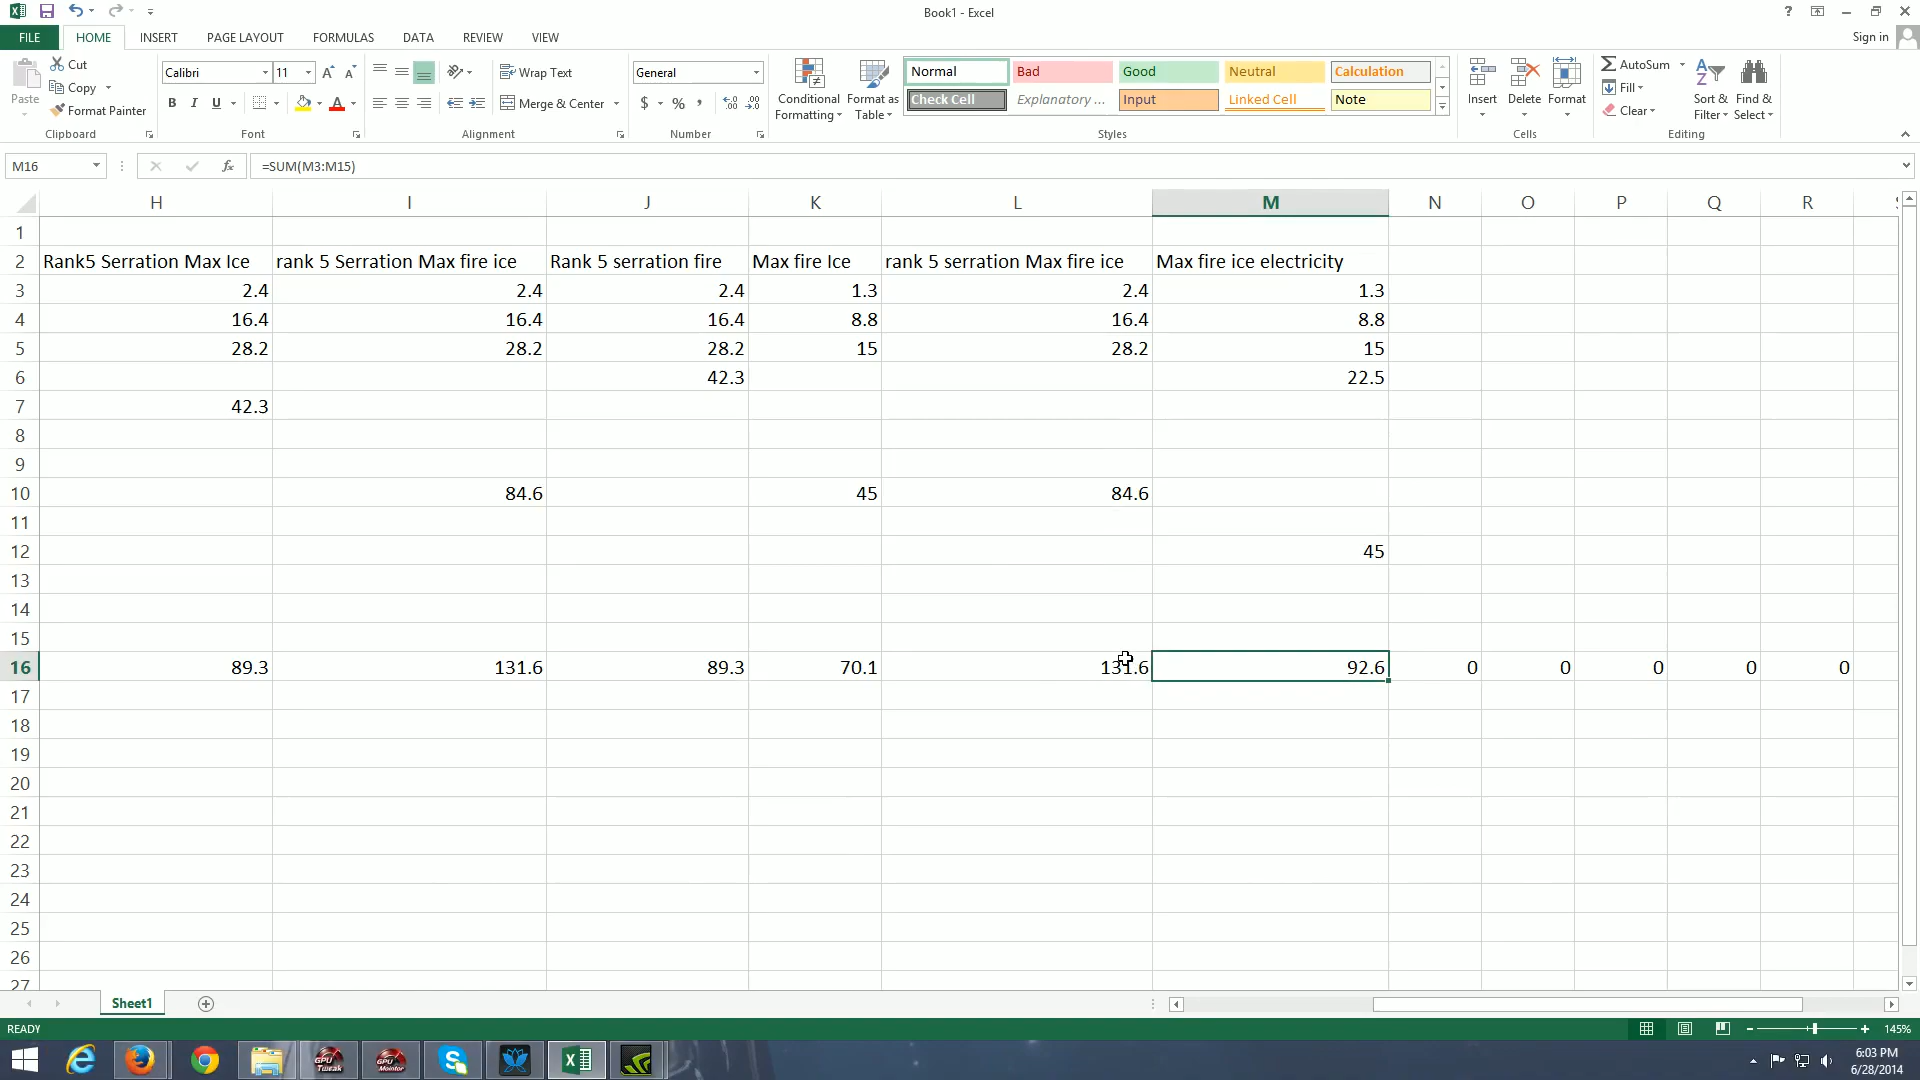 Book1 - Excel
?
FILE HOME INSERT PAGE LAYOUT FORMULAS DATA REVIEW VIEW Sign in
Paste Cut Copy Format Painter
Calibri 11 A A B I U A
Wrap Text Merge & Center
General $ %
Conditional Formatting Format as Table
Normal Bad Good Neutral Calculation
Check Cell Explanatory ... Input Linked Cell Note
Insert Delete Format
AutoSum Fill Clear
Sort & Filter Find & Select
Clipboard Font Alignment Number Styles Cells Editing
M16 fx =SUM(M3:M15)
H I J K L M N O P Q R
1
2 Rank5 Serration Max Ice rank 5 Serration Max fire ice Rank 5 serration fire Max fire Ice rank 5 serration Max fire ice Max fire ice electricity
3 2.4 2.4 2.4 1.3 2.4 1.3
4 16.4 16.4 16.4 8.8 16.4 8.8
5 28.2 28.2 28.2 15 28.2 15
6 42.3 22.5
7 42.3
8
9
10 84.6 45 84.6
11
12 45
13
14
15
16 89.3 131.6 89.3 70.1 131.6 92.6 0 0 0 0 0
17
18
19
20
21
22
23
24
25
26
27
Sheet1
READY 145%
GPU Tweak GPU Monitor
6:03 PM
6/28/2014